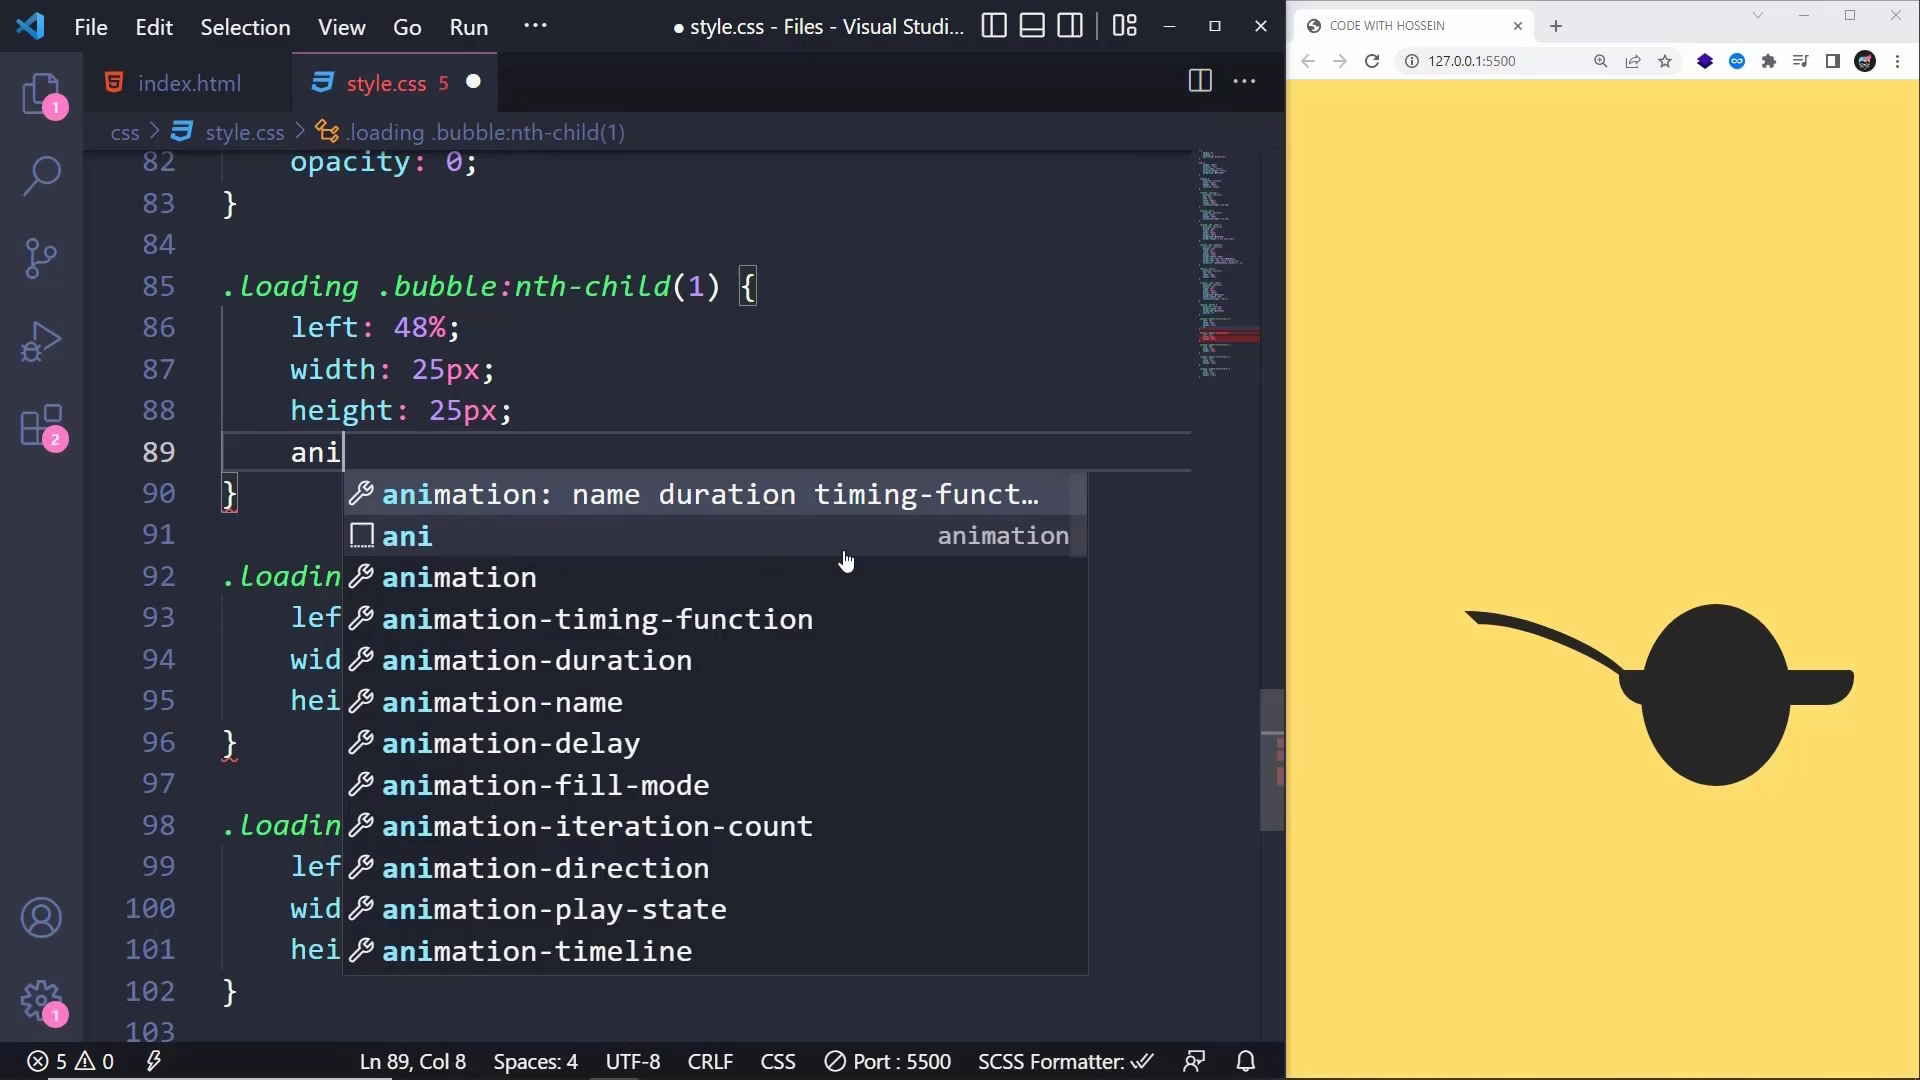 File Edit Selection View Go Run ···
● style.css - Files - Visual Studi...
index.html
style.css 5
css > style.css > .loading .bubble:nth-child(1)
82 opacity: 0;
83 }
84
85 .loading .bubble:nth-child(1) {
86 left: 48%;
87 width: 25px;
88 height: 25px;
89 ani
90 }
91
92 .loadin
93 lef
94 wid
95 hei
96 }
97
98 .loadin
99 lef
100 wid
101 hei
102 }
103
animation: name duration timing-funct…
ani animation
animation
animation-timing-function
animation-duration
animation-name
animation-delay
animation-fill-mode
animation-iteration-count
animation-direction
animation-play-state
animation-timeline
1
2
1
5 0
Ln 89, Col 8 Spaces: 4 UTF-8 CRLF CSS Port : 5500 SCSS Formatter:
CODE WITH HOSSEIN
127.0.0.1:5500